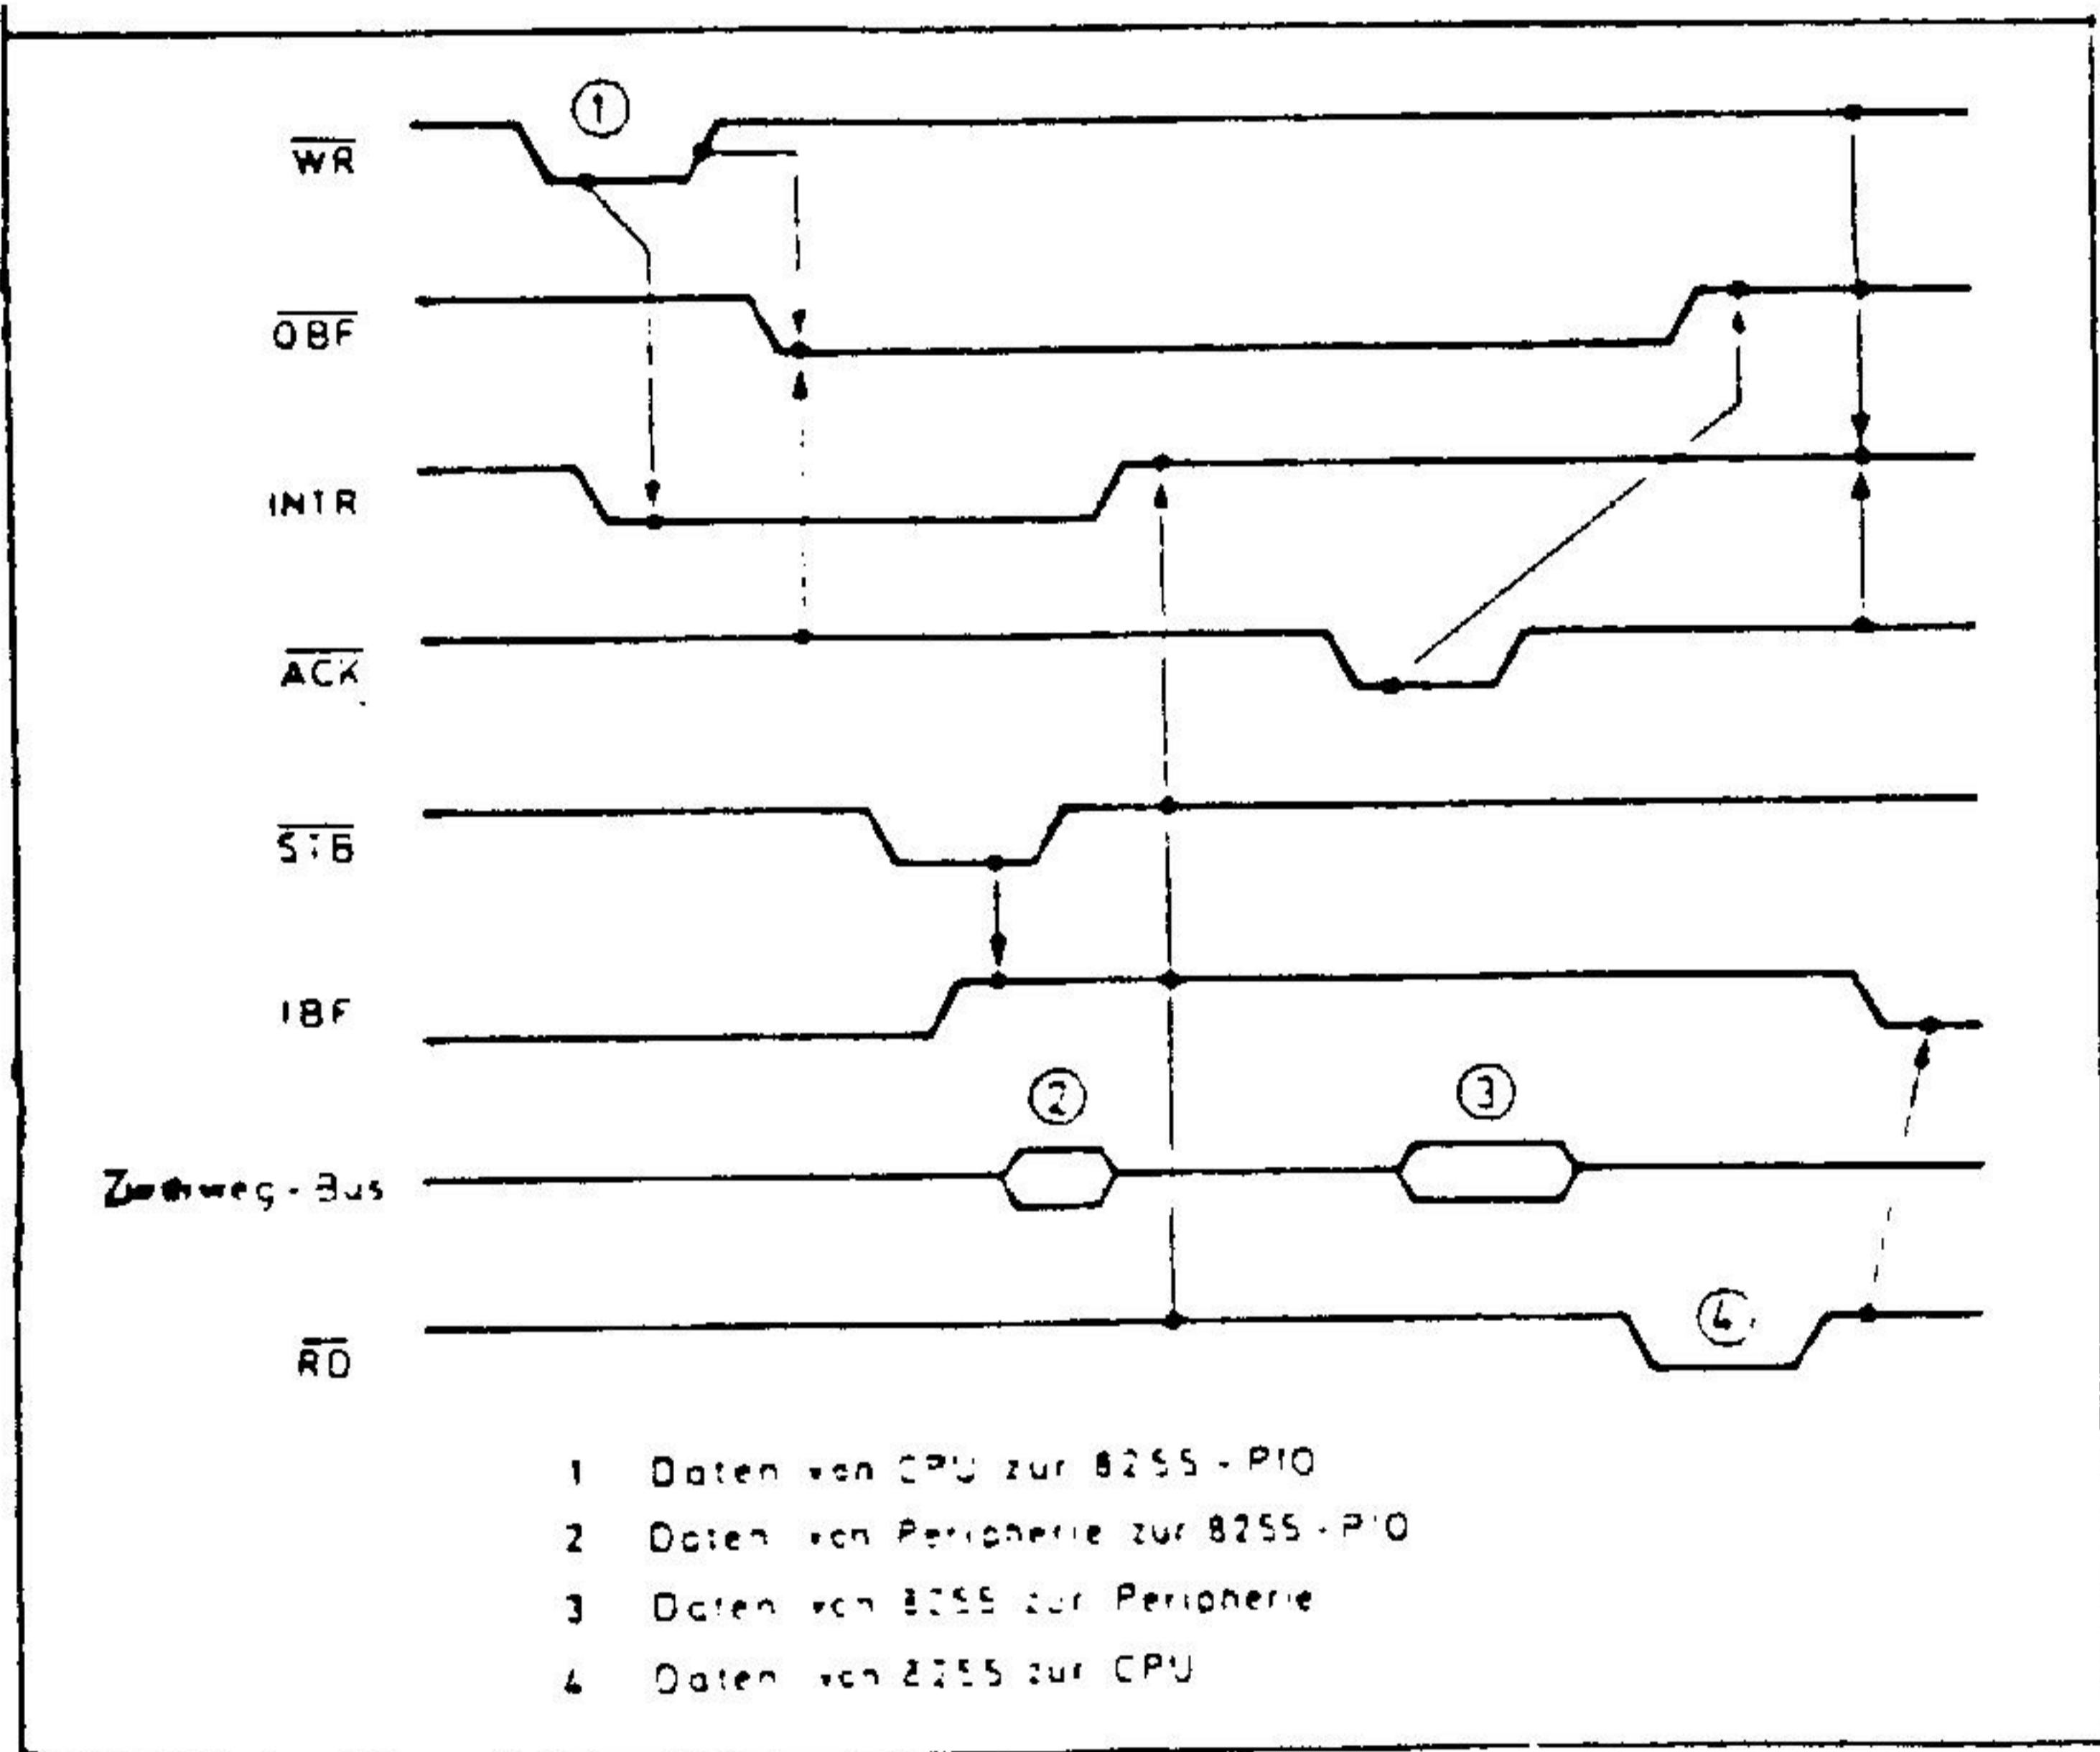 1
WR
OBF
INTR
ACK
STB
IBF
2
3
Zweiweg-Bus
RD
4
1 Daten von CPU zur 8255-PIO
2 Daten von Peripherie zur 8255-PIO
3 Daten von 8255 zur Peripherie
4 Daten von 8255 zur CPU